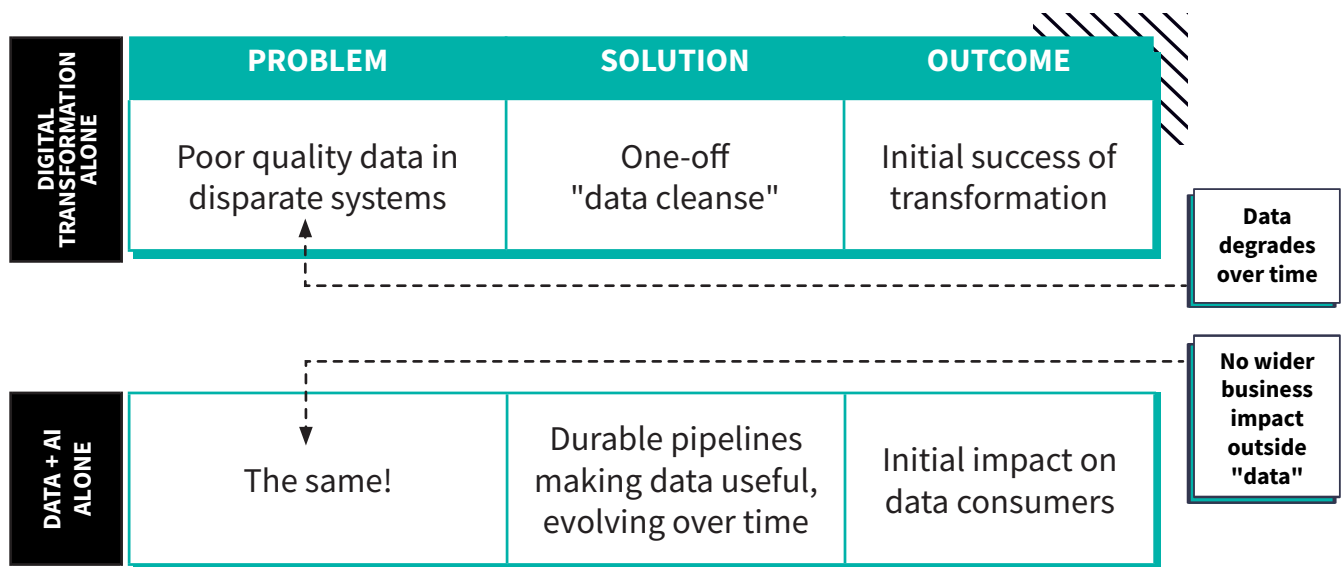 PROBLEM
SOLUTION
OUTCOME
DIGITAL
TRANSFORMATION
ALONE
Poor quality data in
disparate systems
One-off
"data cleanse"
Initial success of
transformation
Data
degrades
over time
No wider
business
impact
outside
"data"
DATA + AI
ALONE
The same!
Durable pipelines
making data useful,
evolving over time
Initial impact on
data consumers